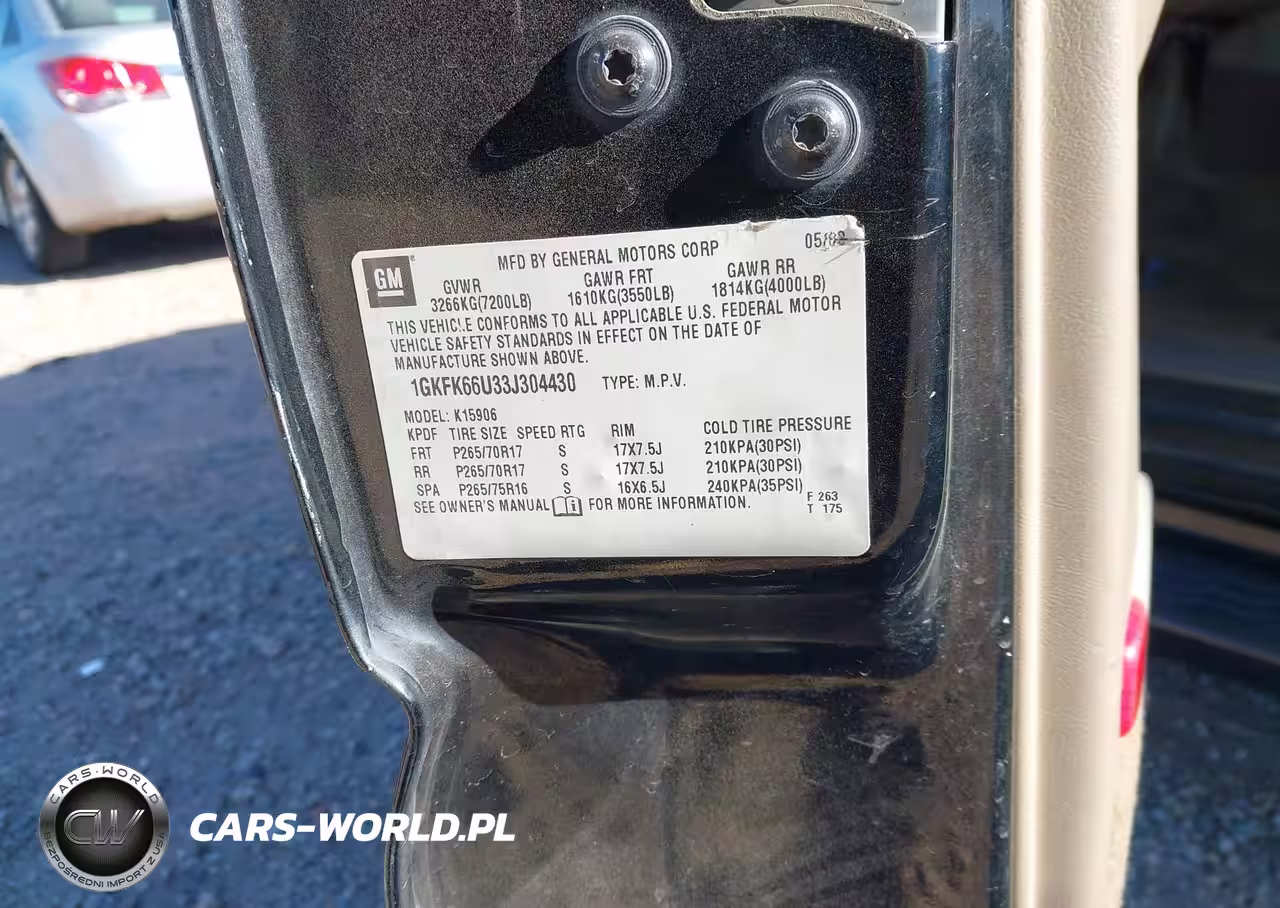 MFD BY GENERAL MOTORS CORP
GM
GVWR GAWR FRT GAWR RR
3266KG(7200LB) 1610KG(3550LB) 1814KG(4000LB)
THIS VEHICLE CONFORMS TO ALL APPLICABLE U.S. FEDERAL MOTOR
VEHICLE SAFETY STANDARDS IN EFFECT ON THE DATE OF
MANUFACTURE SHOWN ABOVE.
1GKFK66U33J304430 TYPE: M.P.V.
MODEL: K15906
KPDF TIRE SIZE SPEED RTG RIM COLD TIRE PRESSURE
FRT P265/70R17 S 17X7.5J 210KPA(30PSI)
RR P265/70R17 S 17X7.5J 210KPA(30PSI)
SPA P265/75R16 S 16X6.5J 240KPA(35PSI)
SEE OWNER'S MANUAL FOR MORE INFORMATION.
F 263
T 175
CARS-WORLD
CW
BEZPOŚREDNI IMPORT Z USA
CARS-WORLD.PL